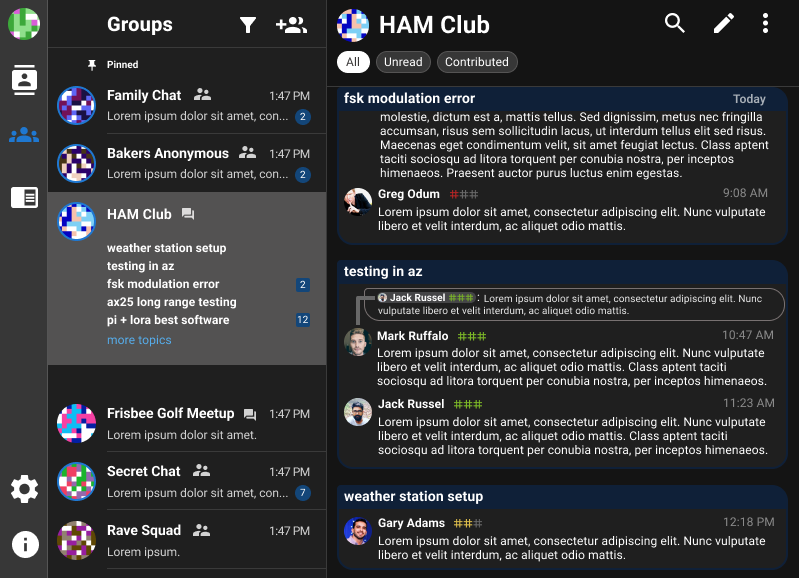 Groups
Pinned
Family Chat 1:47 PM
Lorem ipsum dolor sit amet, con... 2
Bakers Anonymous 1:47 PM
Lorem ipsum dolor sit amet, con... 2
HAM Club
weather station setup
testing in az
fsk modulation error 2
ax25 long range testing
pi + lora best software 12
more topics
Frisbee Golf Meetup 1:47 PM
Lorem ipsum dolor sit amet.
Secret Chat 1:47 PM
Lorem ipsum dolor sit amet, con... 7
Rave Squad 1:47 PM
Lorem ipsum.
HAM Club
All Unread Contributed
fsk modulation error Today
molestie, dictum est a, mattis tellus. Sed dignissim, metus nec fringilla
accumsan, risus sem sollicitudin lacus, ut interdum tellus elit sed risus.
Maecenas eget condimentum velit, sit amet feugiat lectus. Class aptent
taciti sociosqu ad litora torquent per conubia nostra, per inceptos
himenaeos. Praesent auctor purus luctus enim egestas.
Greg Odum ### 9:08 AM
Lorem ipsum dolor sit amet, consectetur adipiscing elit. Nunc vulputate
libero et velit interdum, ac aliquet odio mattis.
testing in az
Jack Russel ### : Lorem ipsum dolor sit amet, consectetur adipiscing elit. Nunc
vulputate libero et velit interdum, ac aliquet odio mattis.
Mark Ruffalo ### 10:47 AM
Lorem ipsum dolor sit amet, consectetur adipiscing elit. Nunc vulputate
libero et velit interdum, ac aliquet odio mattis. Class aptent taciti
sociosqu ad litora torquent per conubia nostra, per inceptos himenaeos.
Jack Russel ### 11:23 AM
Lorem ipsum dolor sit amet, consectetur adipiscing elit. Nunc vulputate
libero et velit interdum, ac aliquet odio mattis. Class aptent taciti
sociosqu ad litora torquent per conubia nostra, per inceptos himenaeos.
weather station setup
Gary Adams ### 12:18 PM
Lorem ipsum dolor sit amet, consectetur adipiscing elit. Nunc vulputate
libero et velit interdum, ac aliquet odio mattis.